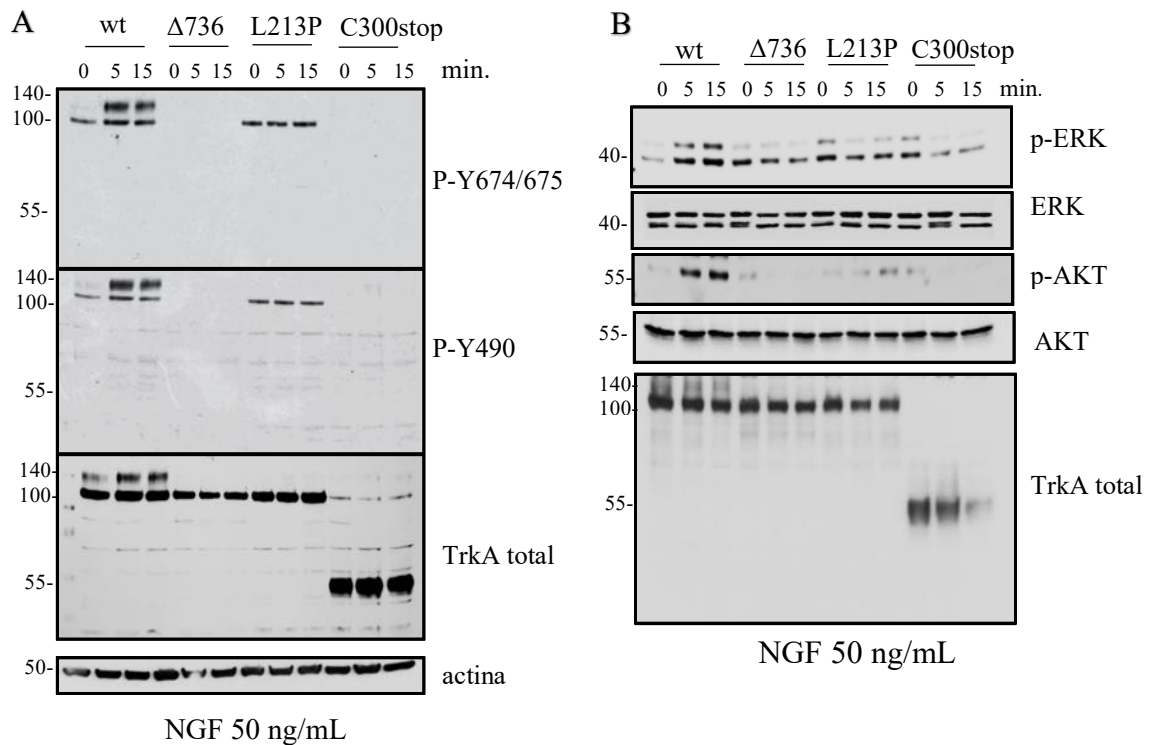 A
wt Δ736 L213P C300stop
0 5 15 0 5 15 0 5 15 0 5 15 min.
140-
100-
55-
P-Y674/675
140-
100-
55-
P-Y490
140-
100-
55-
TrkA total
50-
actina
NGF 50 ng/mL
B
wt Δ736 L213P C300stop
0 5 15 0 5 15 0 5 15 0 5 15 min.
40-
p-ERK
40-
ERK
55-
p-AKT
55-
AKT
140-
100-
55-
TrkA total
NGF 50 ng/mL